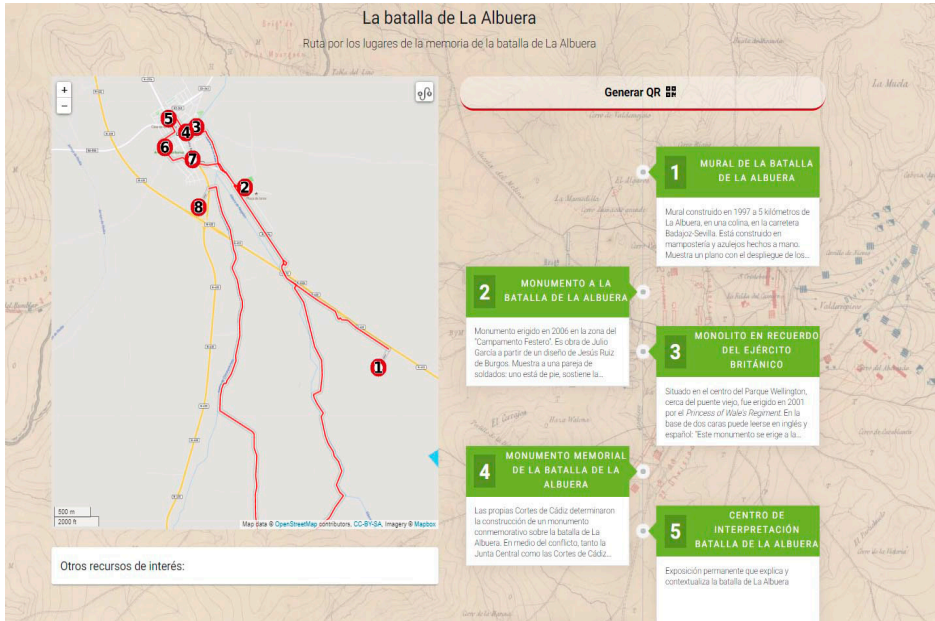 La batalla de La Albuera
Ruta por los lugares de la memoria de la batalla de La Albuera
+
−
5
4
3
6
7
2
8
1
500 m
2000 ft
Map data © OpenStreetMap contributors, CC-BY-SA, Imagery © Mapbox
Otros recursos de interés:
Generar QR
1
MURAL DE LA BATALLA
DE LA ALBUERA
Mural construido en 1997 a 5 kilómetros de
La Albuera, en una colina, en la carretera
Badajoz-Sevilla. Está construido en
mampostería y azulejos hechos a mano.
Muestra un plano con el despliegue de los...
2
MONUMENTO A LA
BATALLA DE LA ALBUERA
Monumento erigido en 2006 en la zona del
"Campamento Festero". Es obra de Julio
García a partir de un diseño de Jesús Ruiz
de Burgos. Muestra a una pareja de
soldados: uno está de pie, sostiene la...
3
MONOLITO EN RECUERDO
DEL EJÉRCITO
BRITÁNICO
Situado en el centro del Parque Wellington,
cerca del puente viejo, fue erigido en 2001
por el Princess of Wale's Regiment. En la
base de dos caras puede leerse en inglés y
español: "Este monumento se erige a la...
4
MONUMENTO MEMORIAL
DE LA BATALLA DE LA
ALBUERA
Las propias Cortes de Cádiz determinaron
la construcción de un monumento
conmemorativo sobre la batalla de La
Albuera. En medio del conflicto, tanto la
Junta Central como las Cortes de Cádiz...
5
CENTRO DE
INTERPRETACIÓN
BATALLA DE LA ALBUERA
Exposición permanente que explica y
contextualiza la batalla de La Albuera
La Mucla